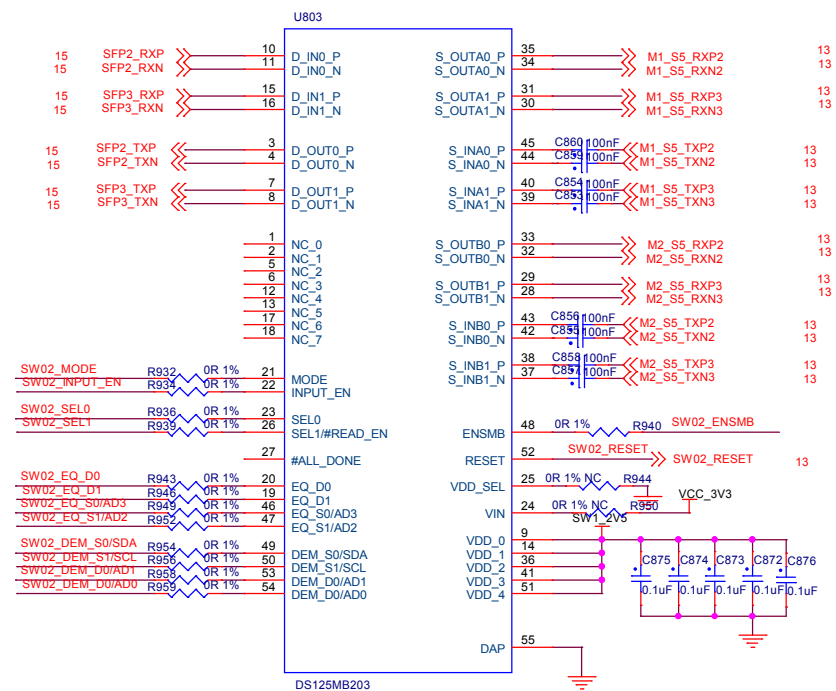 U803
15 SFP2_RXP 10 D_IN0_P S_OUTA0_P 35 M1_S5_RXP2 13
15 SFP2_RXN 11 D_IN0_N S_OUTA0_N 34 M1_S5_RXN2 13
15 SFP3_RXP 15 D_IN1_P S_OUTA1_P 31 M1_S5_RXP3 13
15 SFP3_RXN 16 D_IN1_N S_OUTA1_N 30 M1_S5_RXN3 13
15 SFP2_TXP 3 D_OUT0_P S_INA0_P 45 C860 100nF M1_S5_TXP2 13
15 SFP2_TXN 4 D_OUT0_N S_INA0_N 44 C859 100nF M1_S5_TXN2 13
15 SFP3_TXP 7 D_OUT1_P S_INA1_P 40 C854 100nF M1_S5_TXP3 13
15 SFP3_TXN 8 D_OUT1_N S_INA1_N 39 C853 100nF M1_S5_TXN3 13
1 NC_0 S_OUTB0_P 33 M2_S5_RXP2 13
2 NC_1 S_OUTB0_N 32 M2_S5_RXN2 13
5 NC_2
6 NC_3 S_OUTB1_P 29 M2_S5_RXP3 13
12 NC_4 S_OUTB1_N 28 M2_S5_RXN3 13
13 NC_5
17 NC_6 S_INB0_P 43 C856 100nF M2_S5_TXP2 13
18 NC_7 S_INB0_N 42 C855 100nF M2_S5_TXN2 13
S_INB1_P 38 C858 100nF M2_S5_TXP3 13
SW02_MODE R932 0R 1% 21 MODE S_INB1_N 37 C857 100nF M2_S5_TXN3 13
SW02_INPUT_EN R934 0R 1% 22 INPUT_EN
SW02_SEL0 R936 0R 1% 23 SEL0
SW02_SEL1 R939 0R 1% 26 SEL1/#READ_EN ENSMB 48 0R 1% R940 SW02_ENSMB
27 #ALL_DONE RESET 52 SW02_RESET SW02_RESET 13
SW02_EQ_D0 R943 0R 1% 20 EQ_D0 VDD_SEL 25 0R 1% NC R944
SW02_EQ_D1 R946 0R 1% 19 EQ_D1 VCC_3V3
SW02_EQ_S0/AD3 R949 0R 1% 46 EQ_S0/AD3 VIN 24 0R 1% NC R950
SW02_EQ_S1/AD2 R952 0R 1% 47 EQ_S1/AD2 SW1_2V5
SW02_DEM_S0/SDA R954 0R 1% 49 DEM_S0/SDA VDD_0 9
SW02_DEM_S1/SCL R956 0R 1% 50 DEM_S1/SCL VDD_1 14
SW02_DEM_D0/AD1 R958 0R 1% 53 DEM_D0/AD1 VDD_2 36
SW02_DEM_D0/AD0 R959 0R 1% 54 DEM_D0/AD0 VDD_3 41
VDD_4 51
C875 C874 C873 C872 C876
0.1uF 0.1uF 0.1uF 0.1uF 0.1uF
DAP 55
DS125MB203